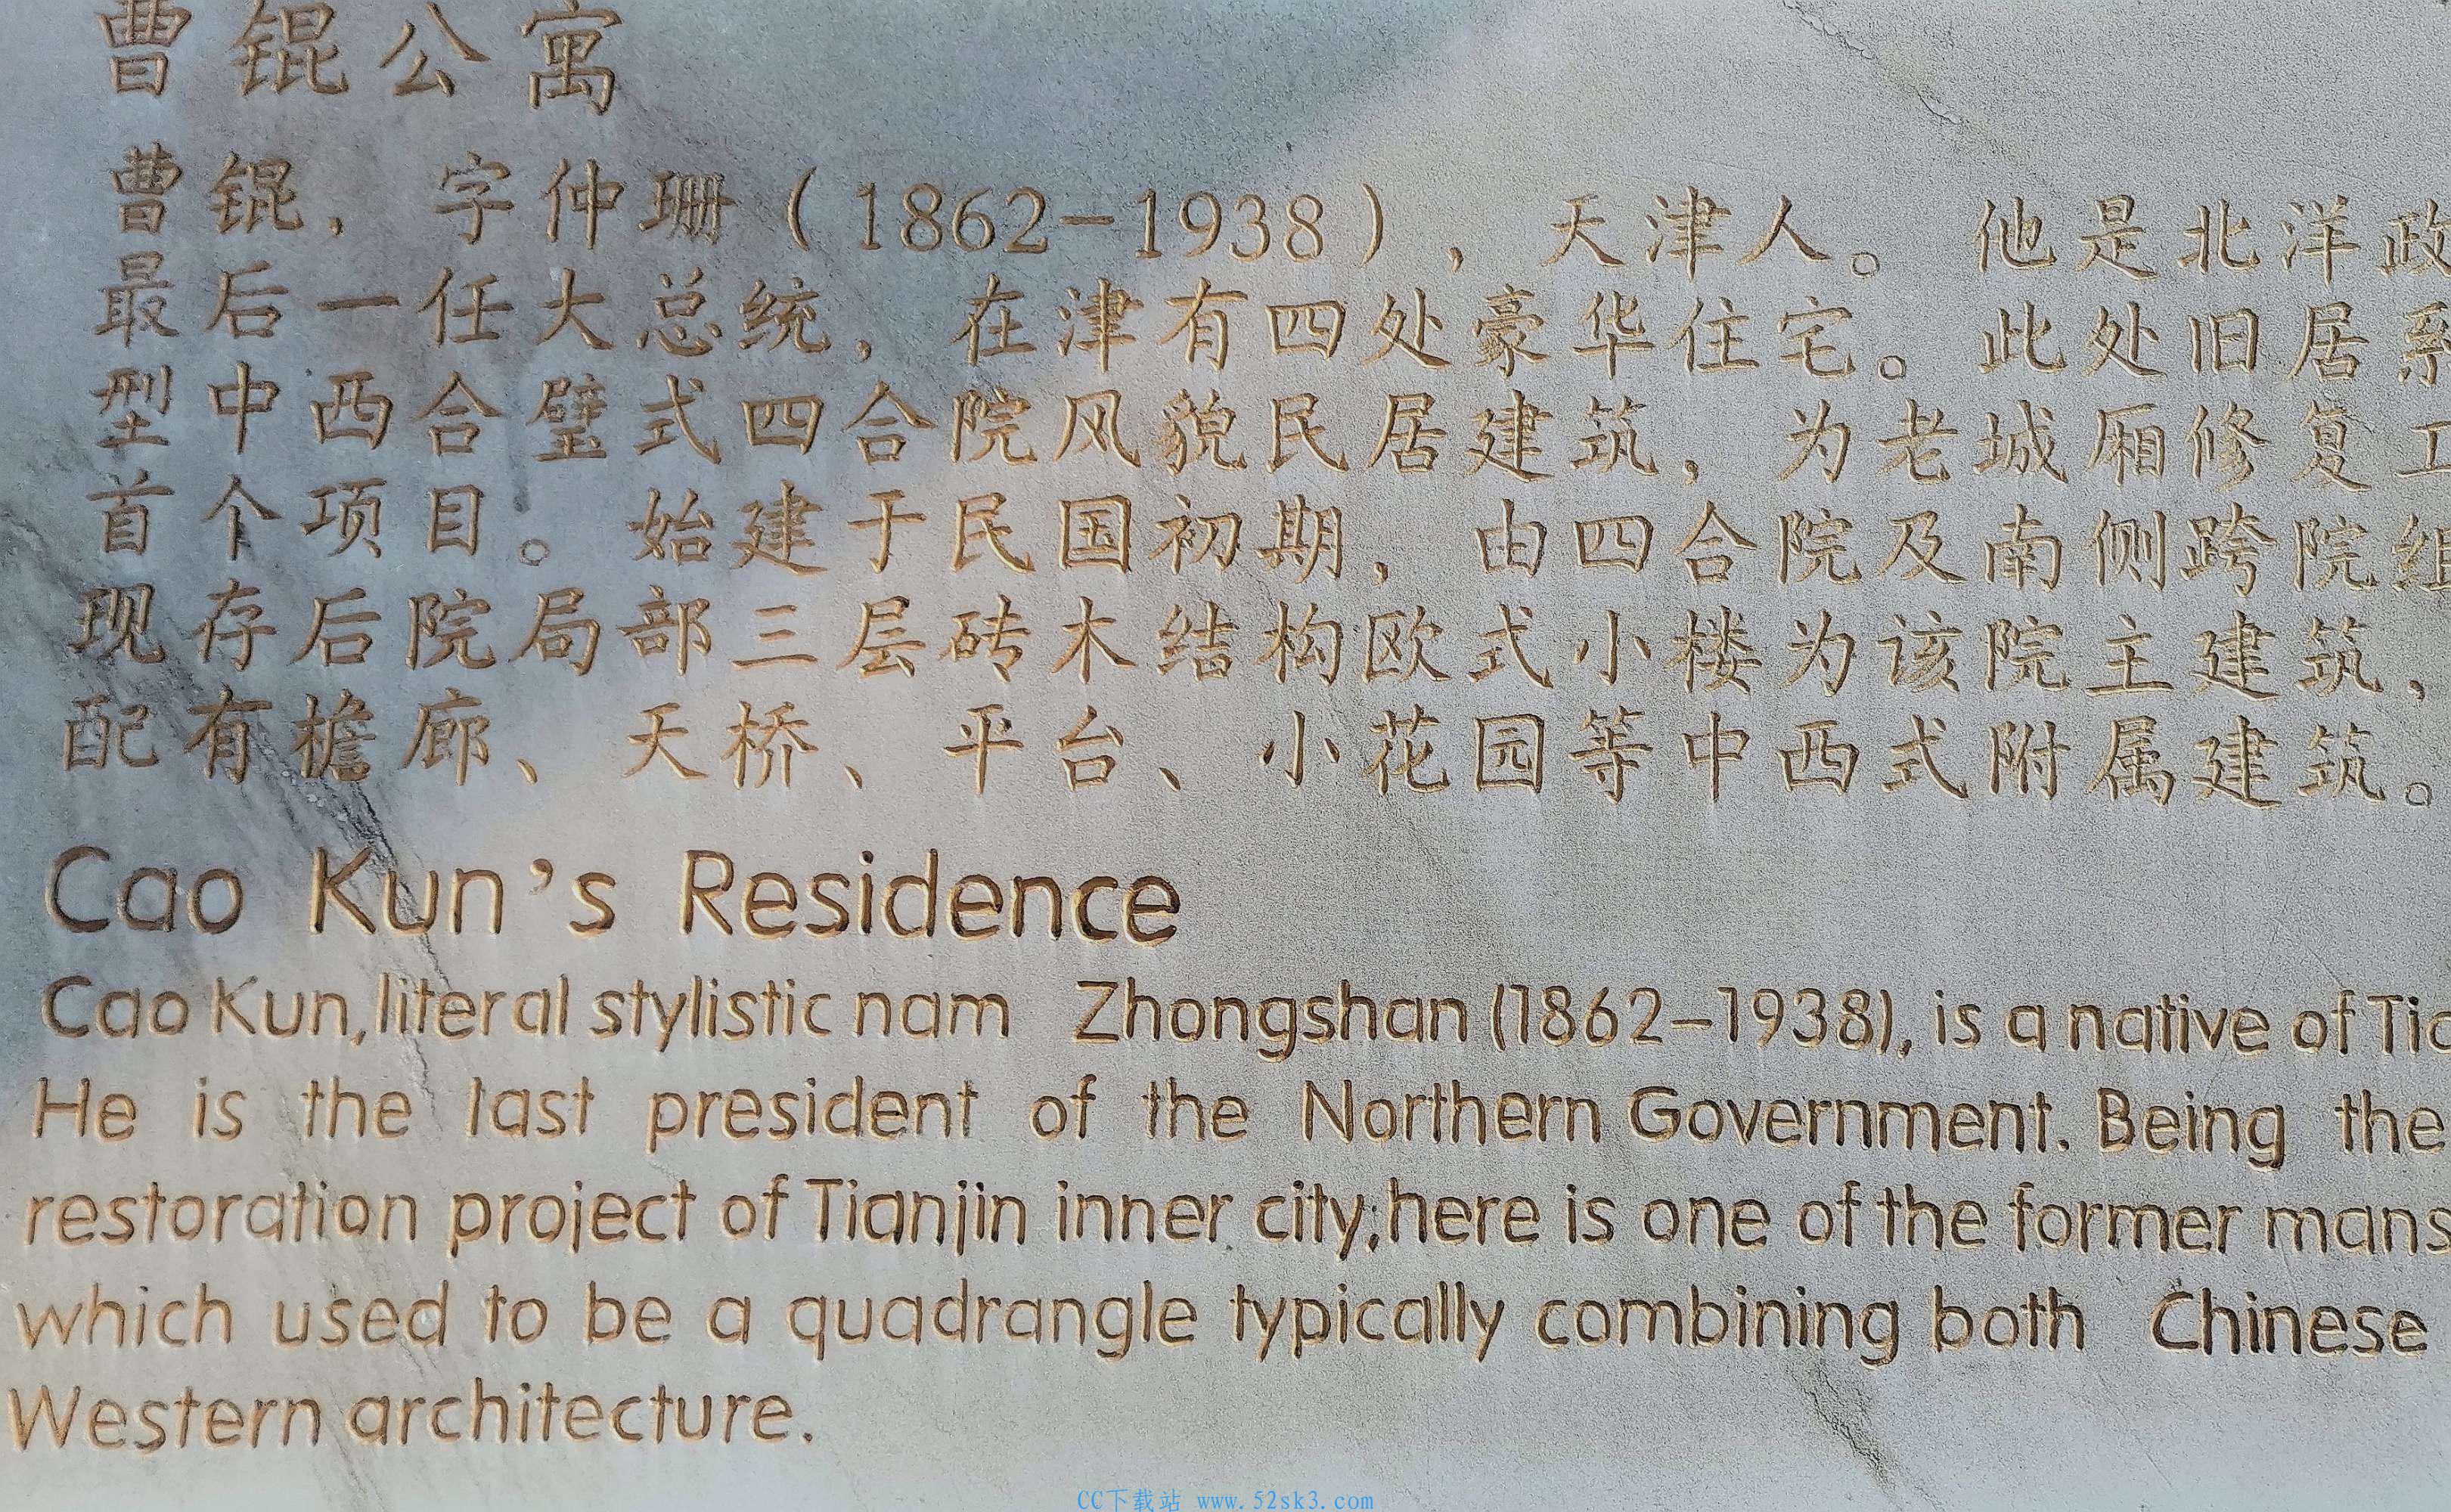 曹锟公寓
曹锟，字仲珊（1862-1938），天津人。他是北洋政
最后一任大总统，在津有四处豪华住宅。此处旧居系
型中西合璧式四合院风貌民居建筑，为老城厢修复工
首个项目。始建于民国初期，由四合院及南侧跨院组
现存后院局部三层砖木结构欧式小楼为该院主建筑，
配有檐廊、天桥、平台、小花园等中西式附属建筑。
Cao Kun's Residence
Cao Kun,literal stylistic nam Zhongshan (1862-1938), is a native of Tia
He is the last president of the Northern Government. Being the
restoration project of Tianjin inner city,here is one of the former mans
which used to be a quadrangle typically combining both Chinese
Western architecture.
CC下载站 www.52sk3.com